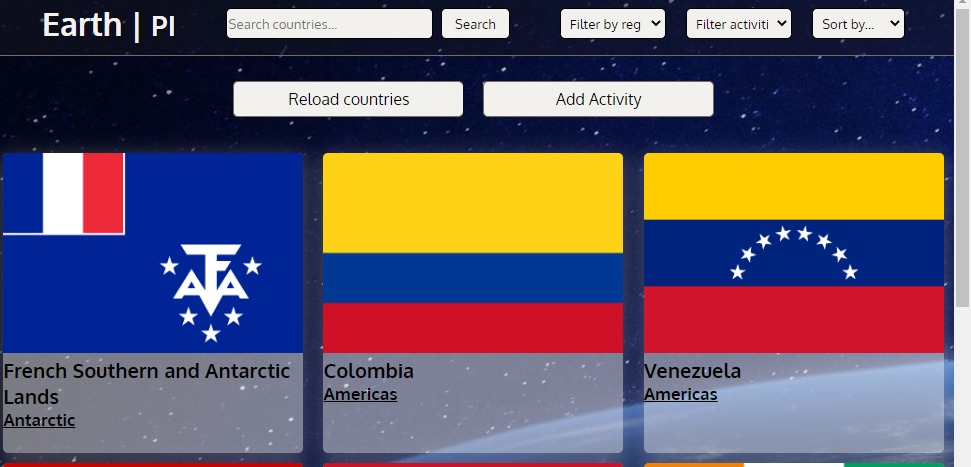 Earth | PI
Search countries...
Search
Filter by reg
Filter activiti
Sort by...
Reload countries
Add Activity
TAAF
French Southern and Antarctic
Lands
Antarctic
Colombia
Americas
Venezuela
Americas